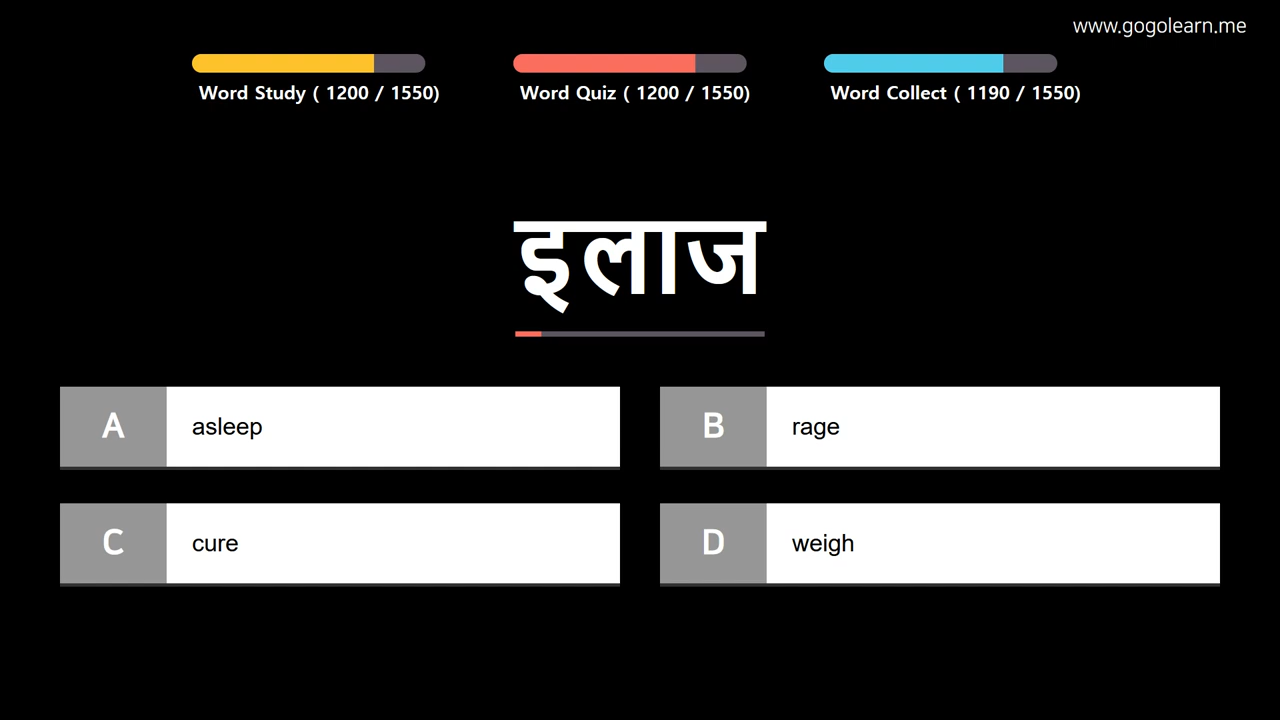 www.gogolearn.me
Word Study ( 1200 / 1550)
Word Quiz ( 1200 / 1550)
Word Collect ( 1190 / 1550)
इलाज
A asleep
B rage
C cure
D weigh